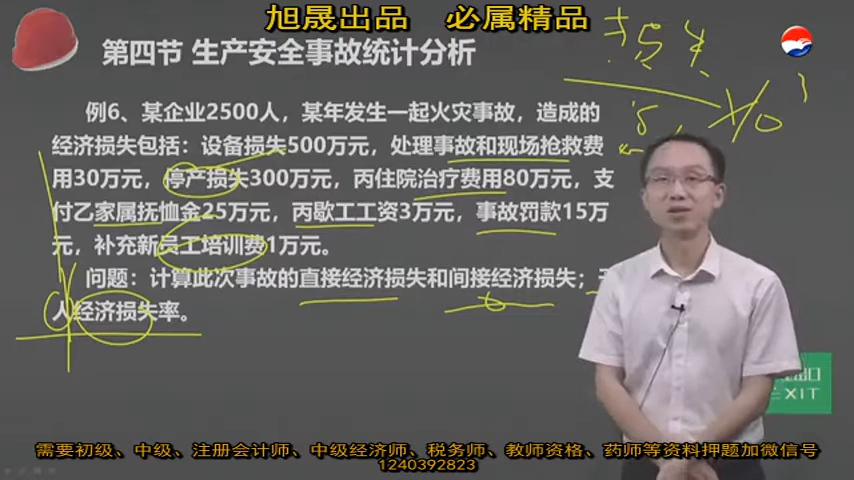 旭晟出品 必属精品
第四节 生产安全事故统计分析
例6、某企业2500人，某年发生一起火灾事故，造成的
经济损失包括：设备损失500万元，处理事故和现场抢救费
用30万元，停产损失300万元，丙住院治疗费用80万元，支
付乙家属抚恤金25万元，丙歇工工资3万元，事故罚款15万
元，补充新员工培训费1万元。
问题：计算此次事故的直接经济损失和间接经济损失；
人经济损失率。
EXIT
需要初级、中级、注册会计师、中级经济师、税务师、教师资格、药师等资料押题加微信号
1240392823